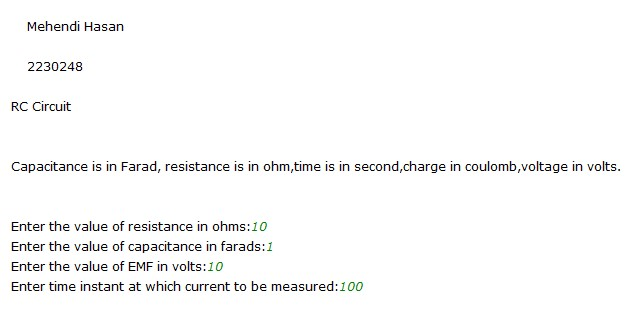 Mehendi Hasan
2230248
RC Circuit
Capacitance is in Farad, resistance is in ohm,time is in second,charge in coulomb,voltage in volts.
Enter the value of resistance in ohms:10
Enter the value of capacitance in farads:1
Enter the value of EMF in volts:10
Enter time instant at which current to be measured:100